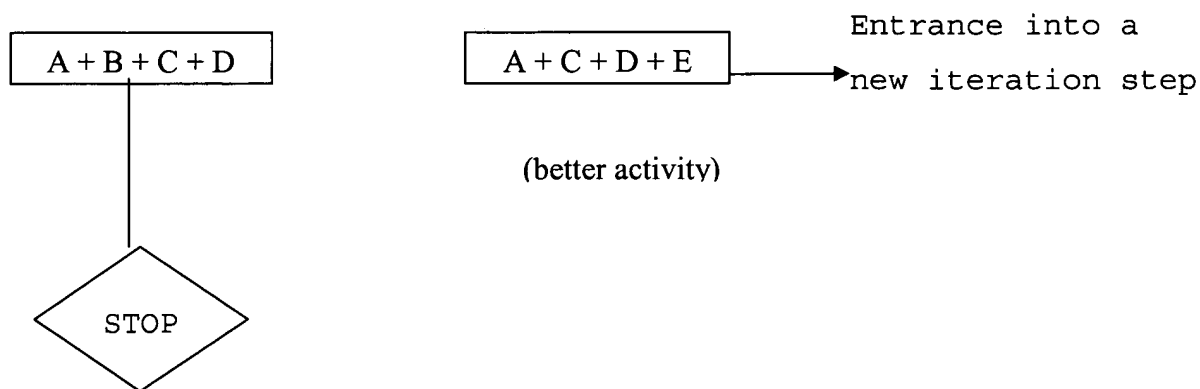 A + B + C + D
A + C + D + E
Entrance into a
new iteration step
(better activity)
STOP